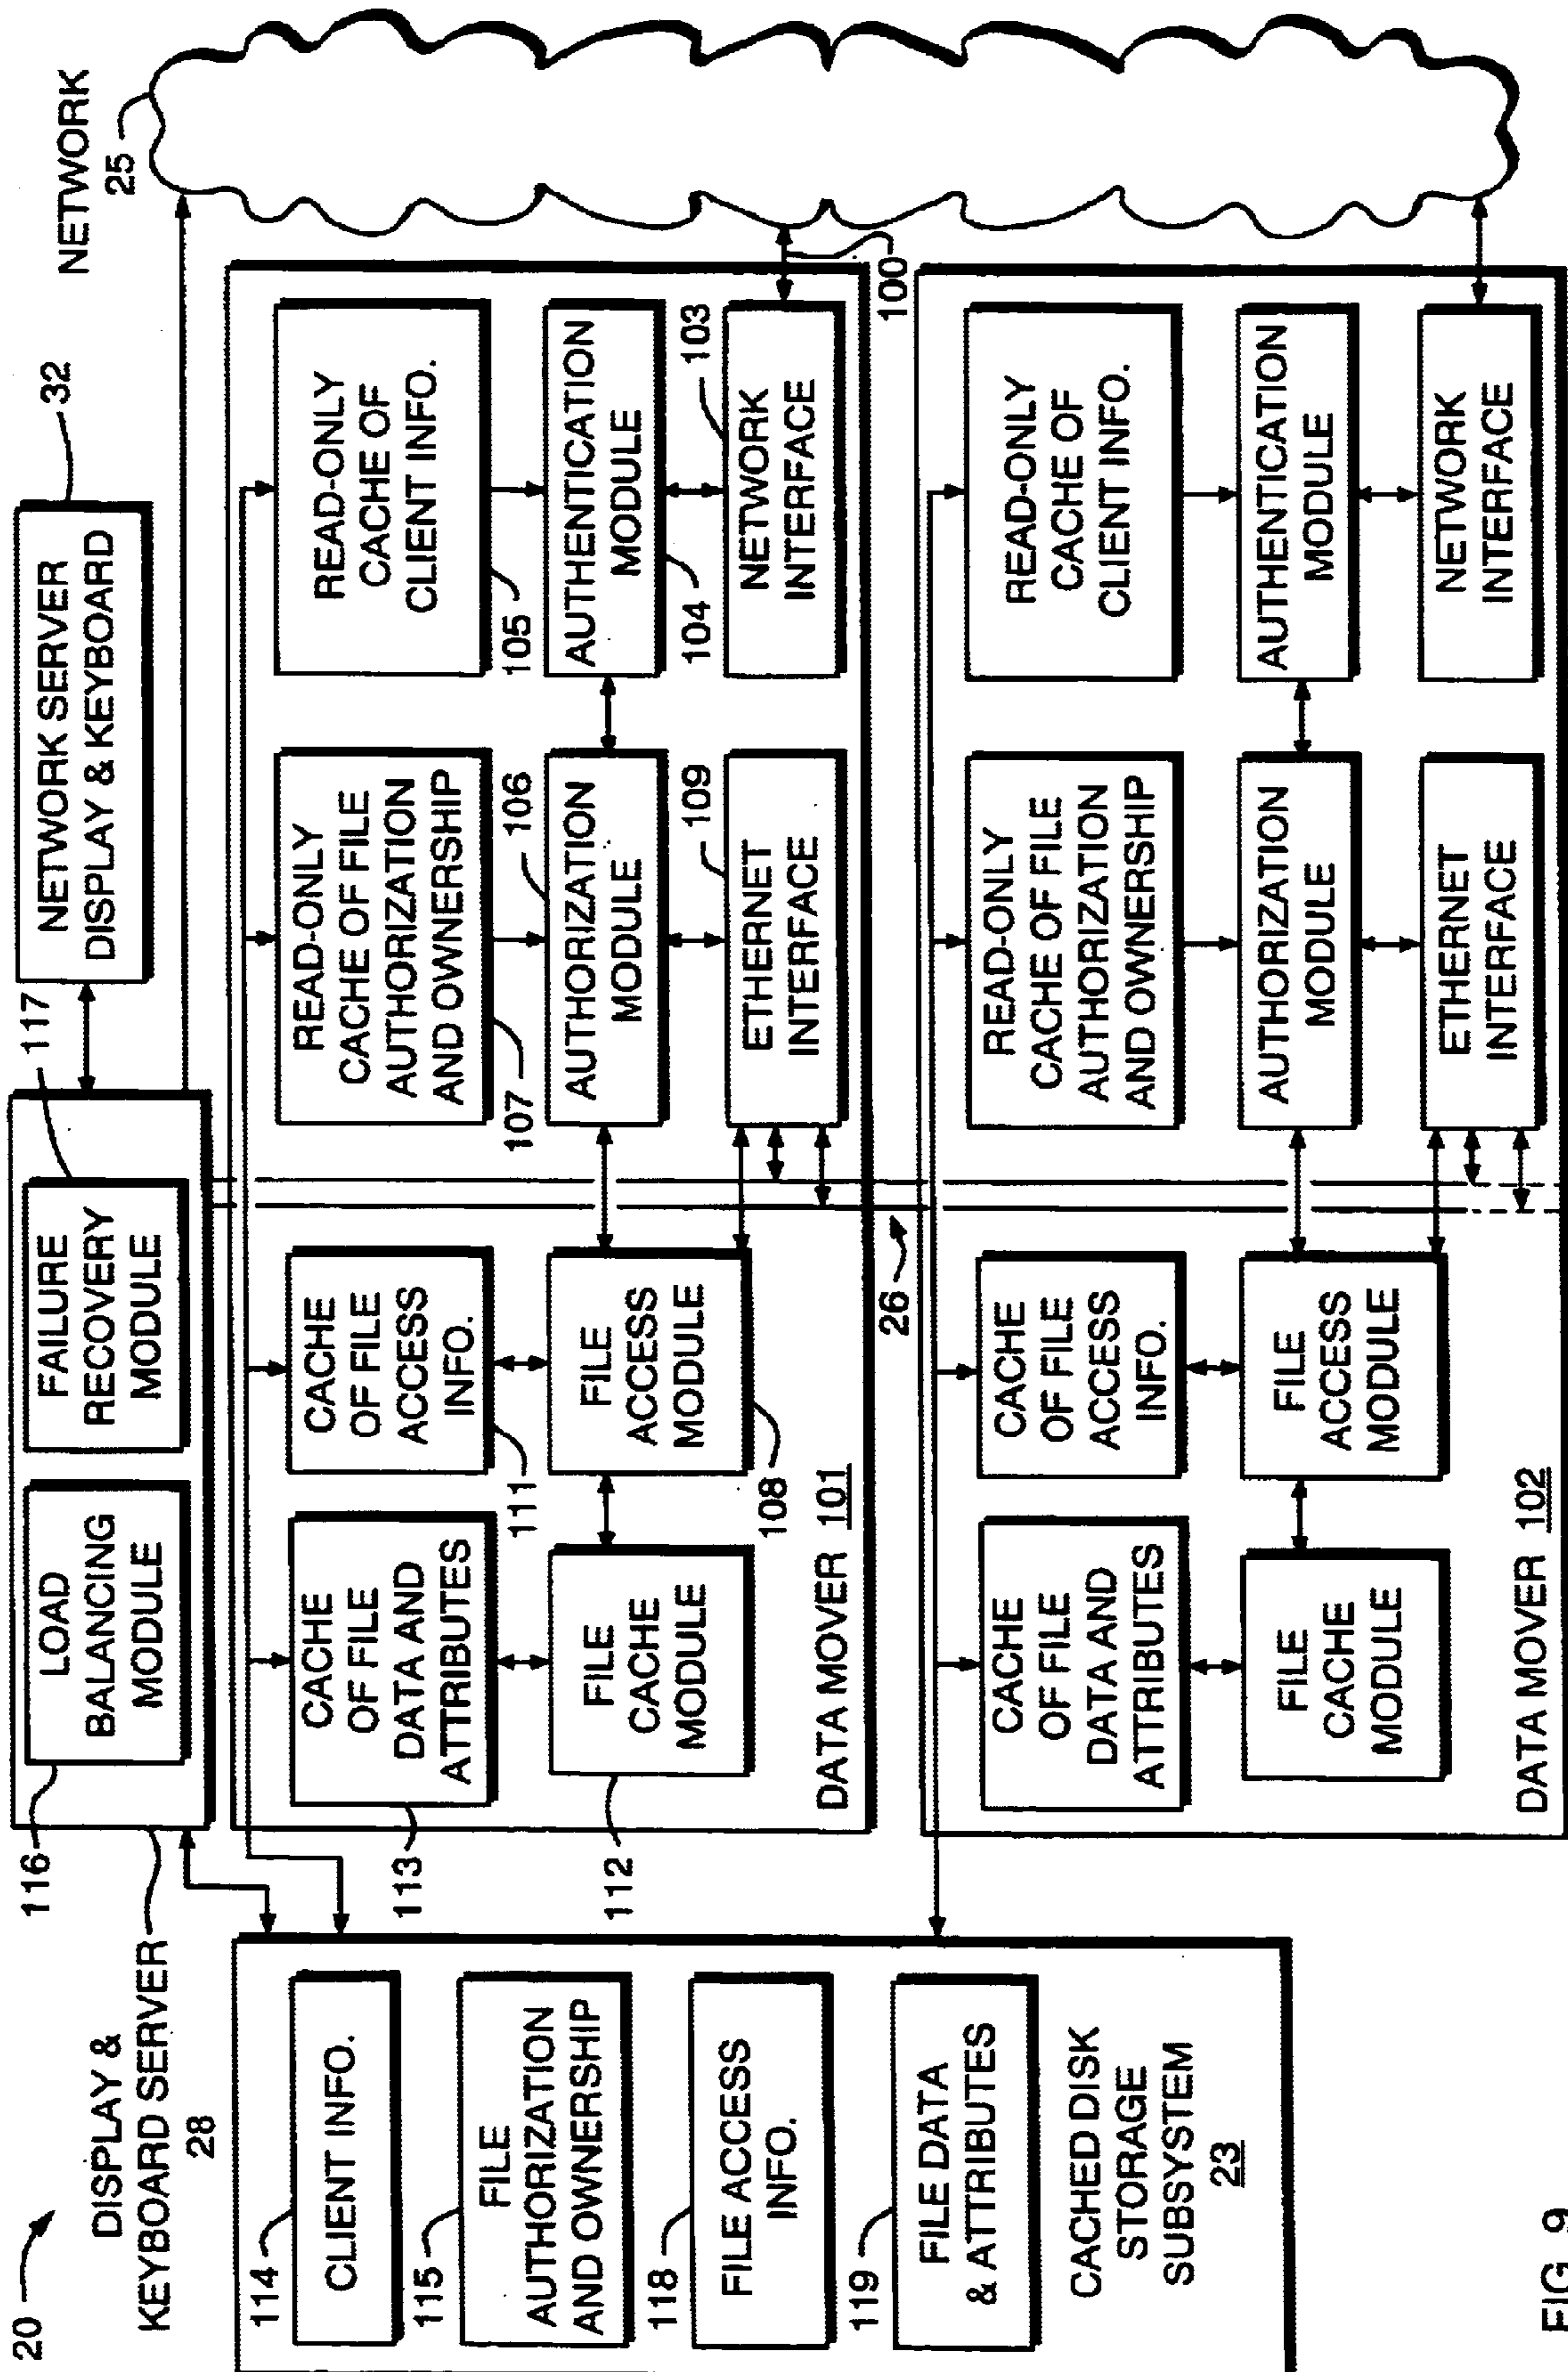 20
DISPLAY &
KEYBOARD SERVER
28
116
LOAD
BALANCING
MODULE
FAILURE
RECOVERY
MODULE
117
NETWORK SERVER
DISPLAY & KEYBOARD
32
NETWORK
25
114
CLIENT INFO.
115
FILE
AUTHORIZATION
AND OWNERSHIP
118
FILE ACCESS
INFO.
119
FILE DATA
& ATTRIBUTES
CACHED DISK
STORAGE
SUBSYSTEM
23
113
CACHE
OF FILE
DATA AND
ATTRIBUTES
111
CACHE
OF FILE
ACCESS
INFO.
107
READ-ONLY
CACHE OF FILE
AUTHORIZATION
AND OWNERSHIP
105
READ-ONLY
CACHE OF
CLIENT INFO.
112
FILE
CACHE
MODULE
108
FILE
ACCESS
MODULE
106
AUTHORIZATION
MODULE
104
AUTHENTICATION
MODULE
109
ETHERNET
INTERFACE
103
NETWORK
INTERFACE
DATA MOVER 101
26
100
CACHE
OF FILE
DATA AND
ATTRIBUTES
CACHE
OF FILE
ACCESS
INFO.
READ-ONLY
CACHE OF FILE
AUTHORIZATION
AND OWNERSHIP
READ-ONLY
CACHE OF
CLIENT INFO.
FILE
CACHE
MODULE
FILE
ACCESS
MODULE
AUTHORIZATION
MODULE
AUTHENTICATION
MODULE
ETHERNET
INTERFACE
NETWORK
INTERFACE
DATA MOVER 102
FIG. 9